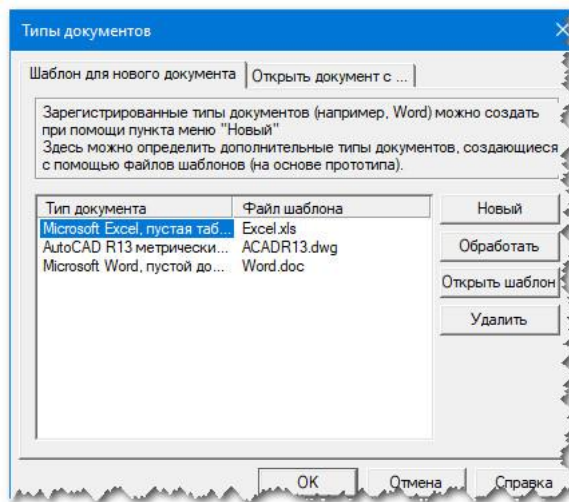 Типы документов
Шаблон для нового документа
Открыть документ с ...
Зарегистрированные типы документов (например, Word) можно создать
при помощи пункта меню "Новый"
Здесь можно определить дополнительные типы документов, создающиеся
с помощью файлов шаблонов (на основе прототипа).
Тип документа Файл шаблона
Microsoft Excel, пустая таб... Excel.xls
AutoCAD R13 метрически... ACADR13.dwg
Microsoft Word, пустой до... Word.doc
Новый
Обработать
Открыть шаблон
Удалить
OK Отмена Справка